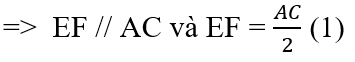 => EF // AC và EF = AC/2 (1)